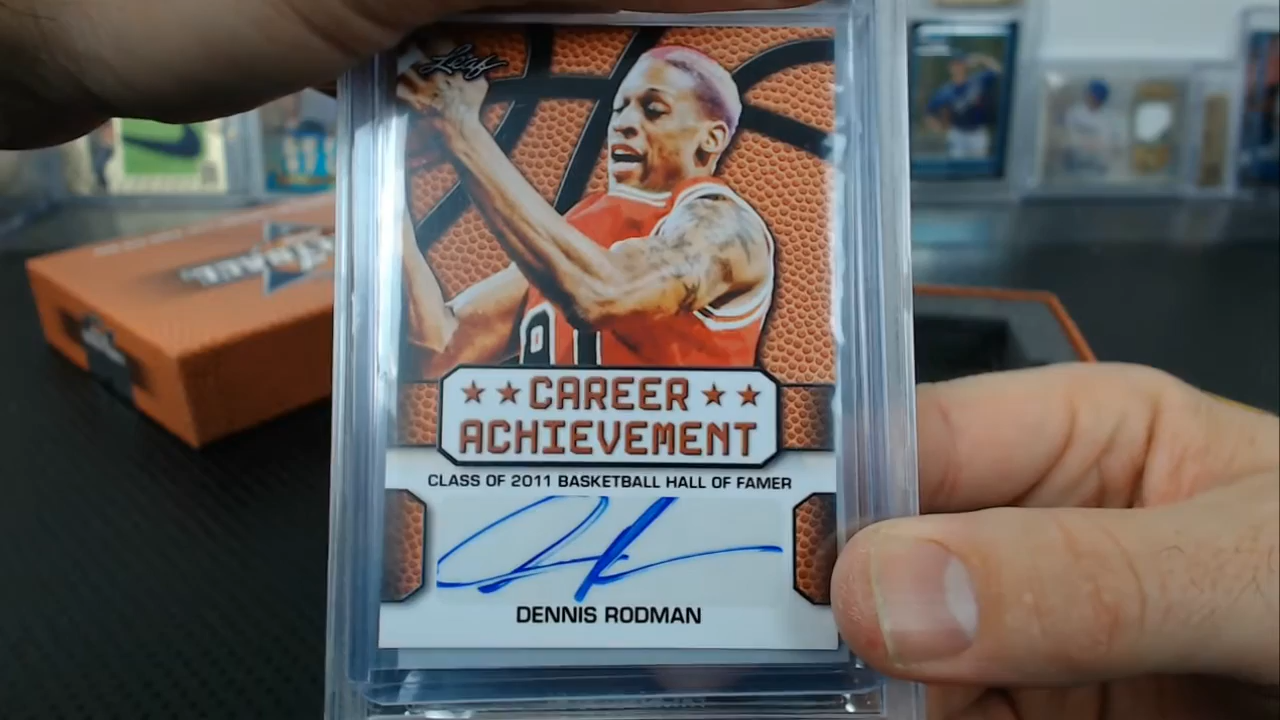 Leaf
CAREER
ACHIEVEMENT
CLASS OF 2011 BASKETBALL HALL OF FAMER
DENNIS RODMAN